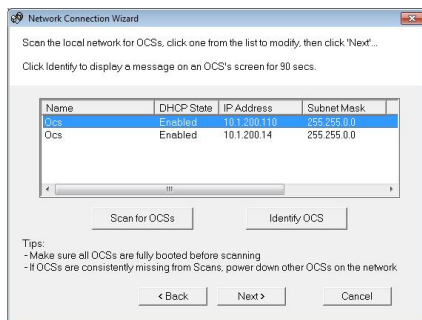 Network Connection Wizard
Scan the local network for OCSs, click one from the list to modify, then click 'Next'...
Click Identify to display a message on an OCS's screen for 90 secs.
Name DHCP State IP Address Subnet Mask
Ocs Enabled 10.1.200.110 255.255.0.0
Ocs Enabled 10.1.200.14 255.255.0.0
Scan for OCSs Identify OCS
Tips:
- Make sure all OCSs are fully booted before scanning
- If OCSs are consistently missing from Scans, power down other OCSs on the network
< Back Next > Cancel